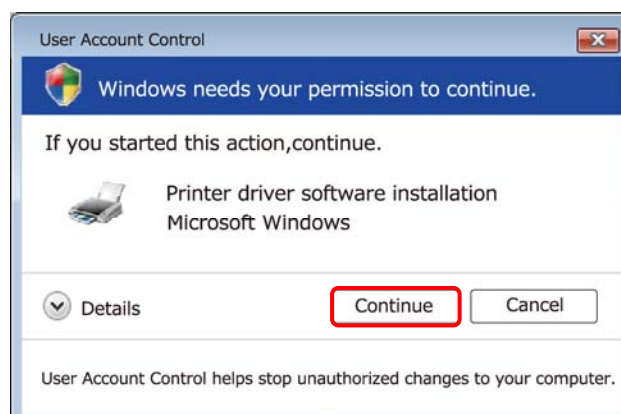 User Account Control
Windows needs your permission to continue.
If you started this action,continue.
Printer driver software installation
Microsoft Windows
Details
Continue
Cancel
User Account Control helps stop unauthorized changes to your computer.